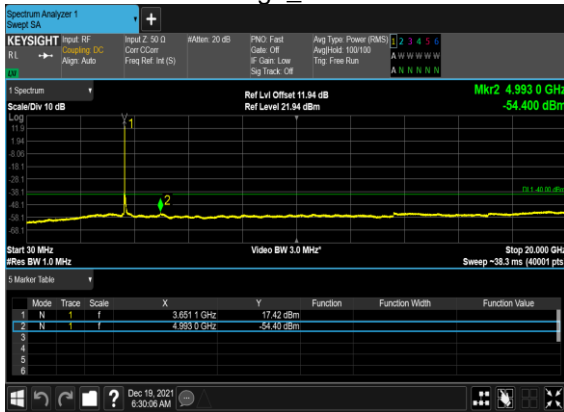 Spectrum Analyzer 1
Swept SA
+
KEYSIGHT Input: RF Input Z: 50 Ω #Atten: 20 dB PNO: Fast Avg Type: Power (RMS) 1 2 3 4 5 6
RL Coupling: DC Corr CCorr Gate: Off Avg|Hold: 100/100 A W W W W W
Align: Auto Freq Ref: Int (S) IF Gain: Low Trig: Free Run
Sig Track: Off A N N N N N
1 Spectrum Ref Lvl Offset 11.94 dB Mkr2 4.993 0 GHz
Scale/Div 10 dB Ref Level 21.94 dBm -54.400 dBm
Log
11.9
1.94
-8.06
-18.1
-28.1
-38.1
-48.1
-58.1
-68.1
1
2
DL1 -40.00 dBm
Start 30 MHz Video BW 3.0 MHz* Stop 20.000 GHz
#Res BW 1.0 MHz Sweep ~38.3 ms (40001 pts)
5 Marker Table
Mode Trace Scale X Y Function Function Width Function Value
1 N 1 f 3.651 1 GHz 17.42 dBm
2 N 1 f 4.993 0 GHz -54.40 dBm
3
4
5
6
? Dec 19, 2021
6:30:06 AM